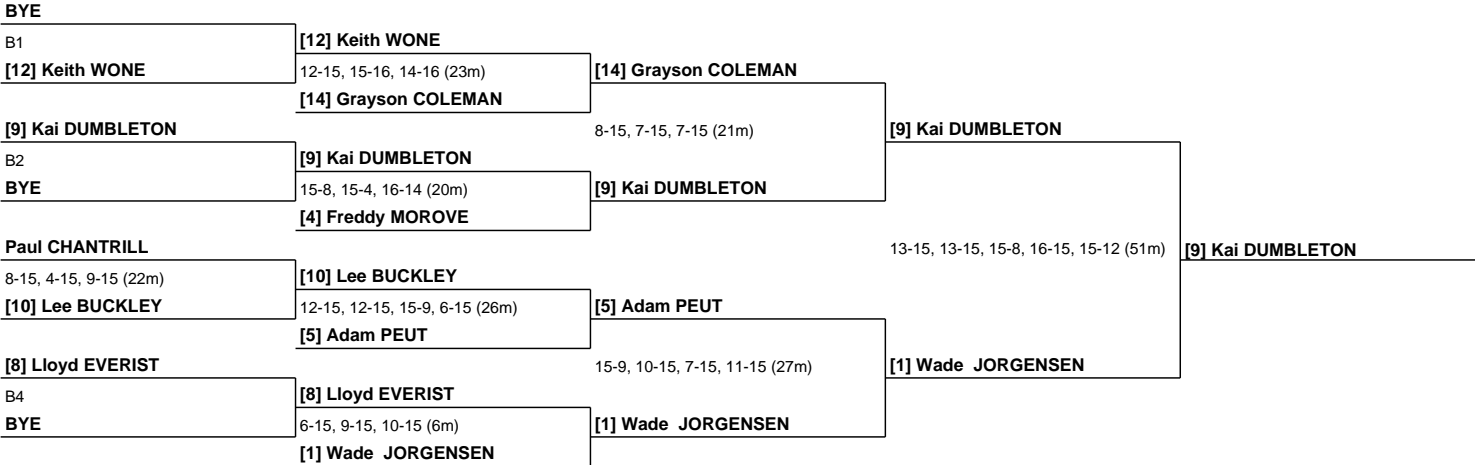 BYE
B1
[12] Keith WONE
[12] Keith WONE
12-15, 15-16, 14-16 (23m)
[14] Grayson COLEMAN
[14] Grayson COLEMAN
[9] Kai DUMBLETON
8-15, 7-15, 7-15 (21m)
[9] Kai DUMBLETON
B2
[9] Kai DUMBLETON
BYE
15-8, 15-4, 16-14 (20m)
[9] Kai DUMBLETON
[4] Freddy MOROVE
Paul CHANTRILL
13-15, 13-15, 15-8, 16-15, 15-12 (51m)
[9] Kai DUMBLETON
8-15, 4-15, 9-15 (22m)
[10] Lee BUCKLEY
[10] Lee BUCKLEY
12-15, 12-15, 15-9, 6-15 (26m)
[5] Adam PEUT
[5] Adam PEUT
[8] Lloyd EVERIST
15-9, 10-15, 7-15, 11-15 (27m)
[1] Wade  JORGENSEN
B4
[8] Lloyd EVERIST
BYE
6-15, 9-15, 10-15 (6m)
[1] Wade  JORGENSEN
[1] Wade  JORGENSEN